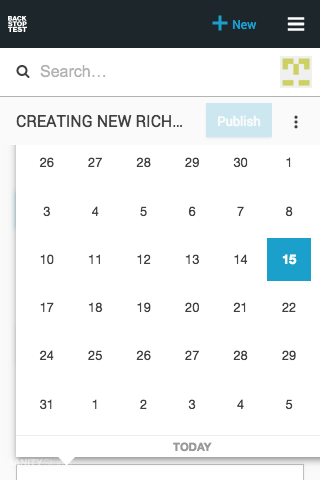 BACK
STOP
TEST
New
Search...
CREATING NEW RICH...
Publish
26 27 28 29 30 1
3 4 5 6 7 8
10 11 12 13 14 15
17 18 19 20 21 22
24 25 26 27 28 29
31 1 2 3 4 5
TODAY